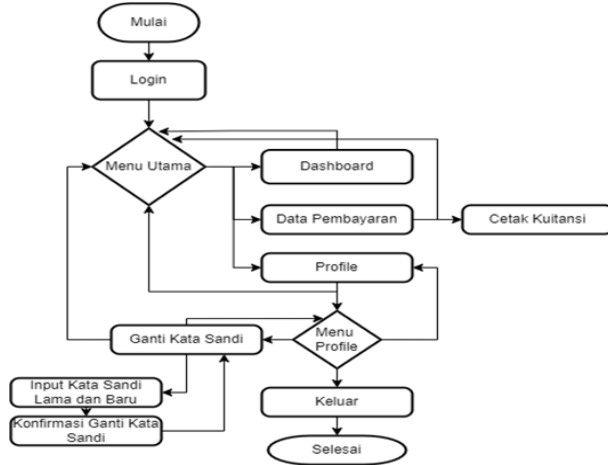 Mulai
Login
Menu Utama
Dashboard
Data Pembayaran
Cetak Kuitansi
Profile
Menu
Profile
Ganti Kata Sandi
Input Kata Sandi
Lama dan Baru
Konfirmasi Ganti Kata
Sandi
Keluar
Selesai